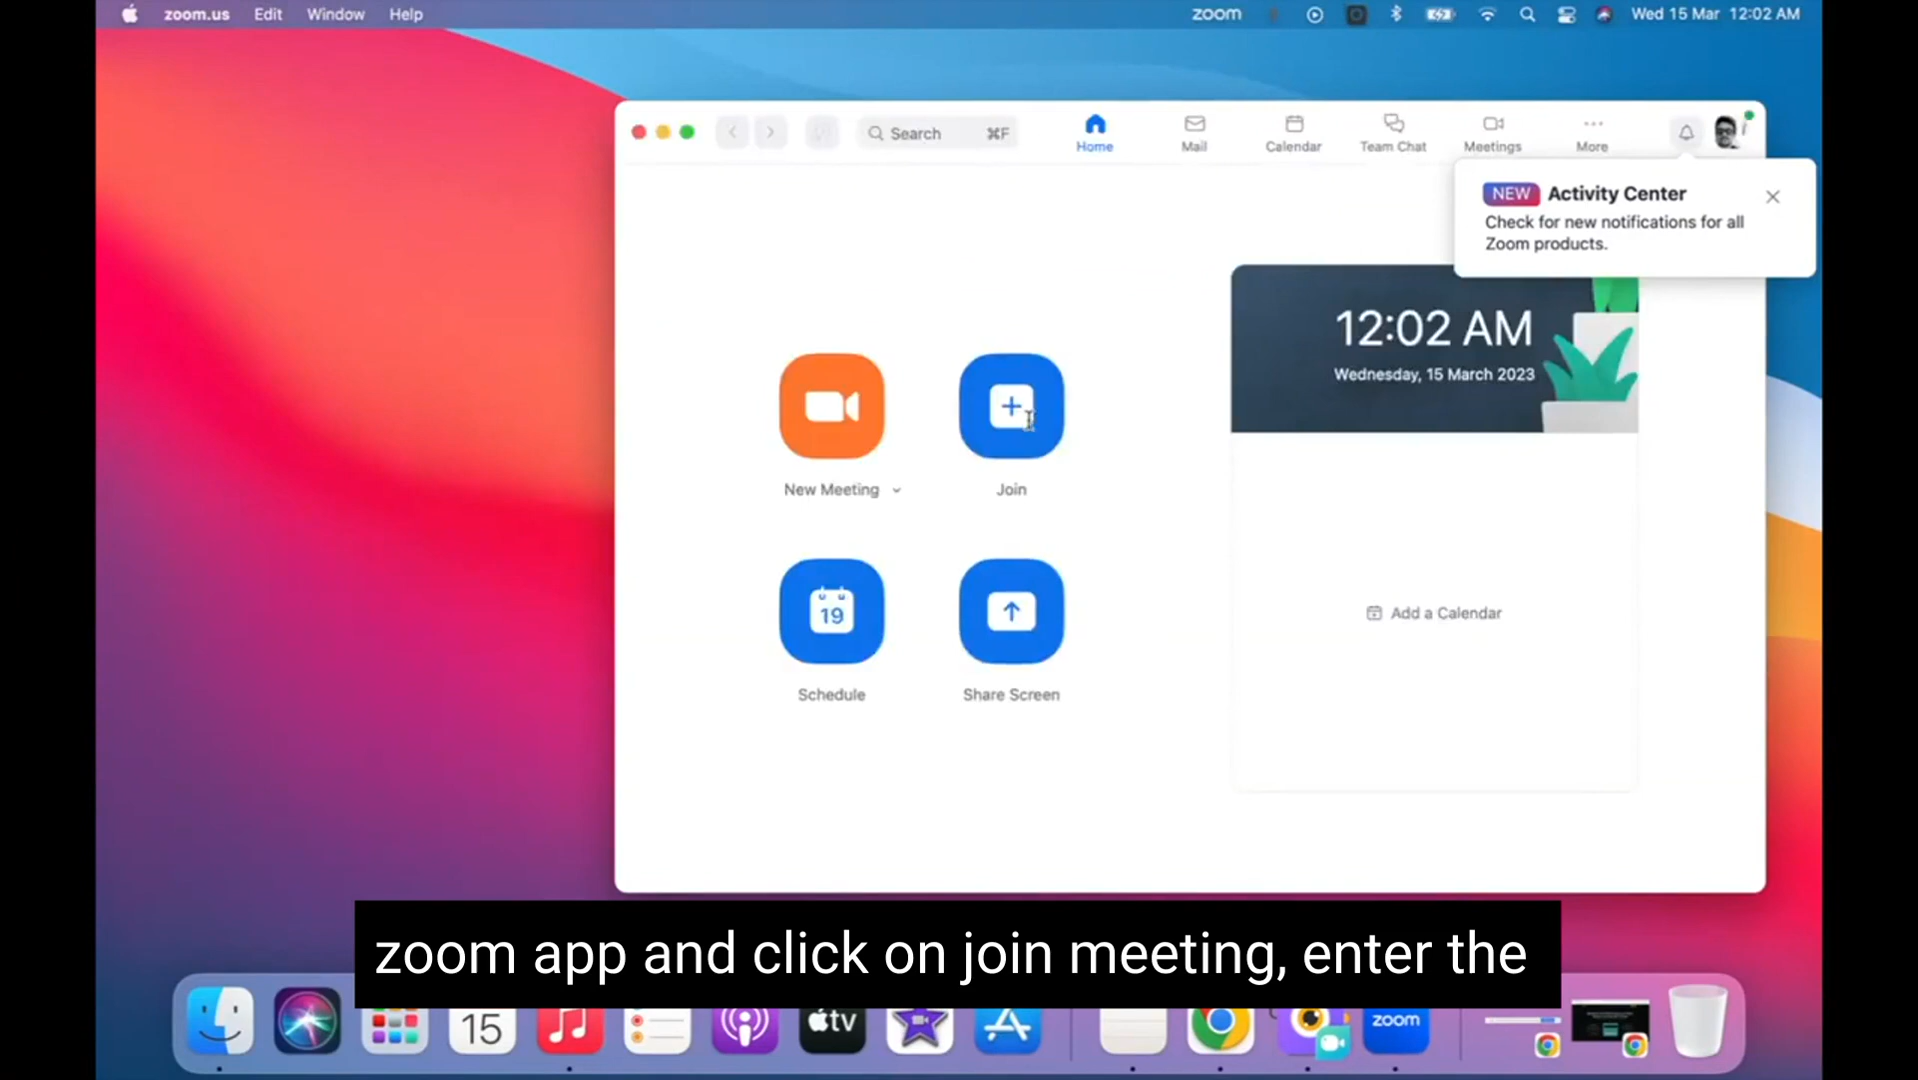 zoom.us Edit Window Help zoom Wed 15 Mar 12:02 AM
Search ⌘F
Home Mail Calendar Team Chat Meetings More
NEW Activity Center
Check for new notifications for all
Zoom products.
12:02 AM
Wednesday, 15 March 2023
New Meeting Join
19
Schedule Share Screen
Add a Calendar
zoom app and click on join meeting, enter the
15 tv zoom